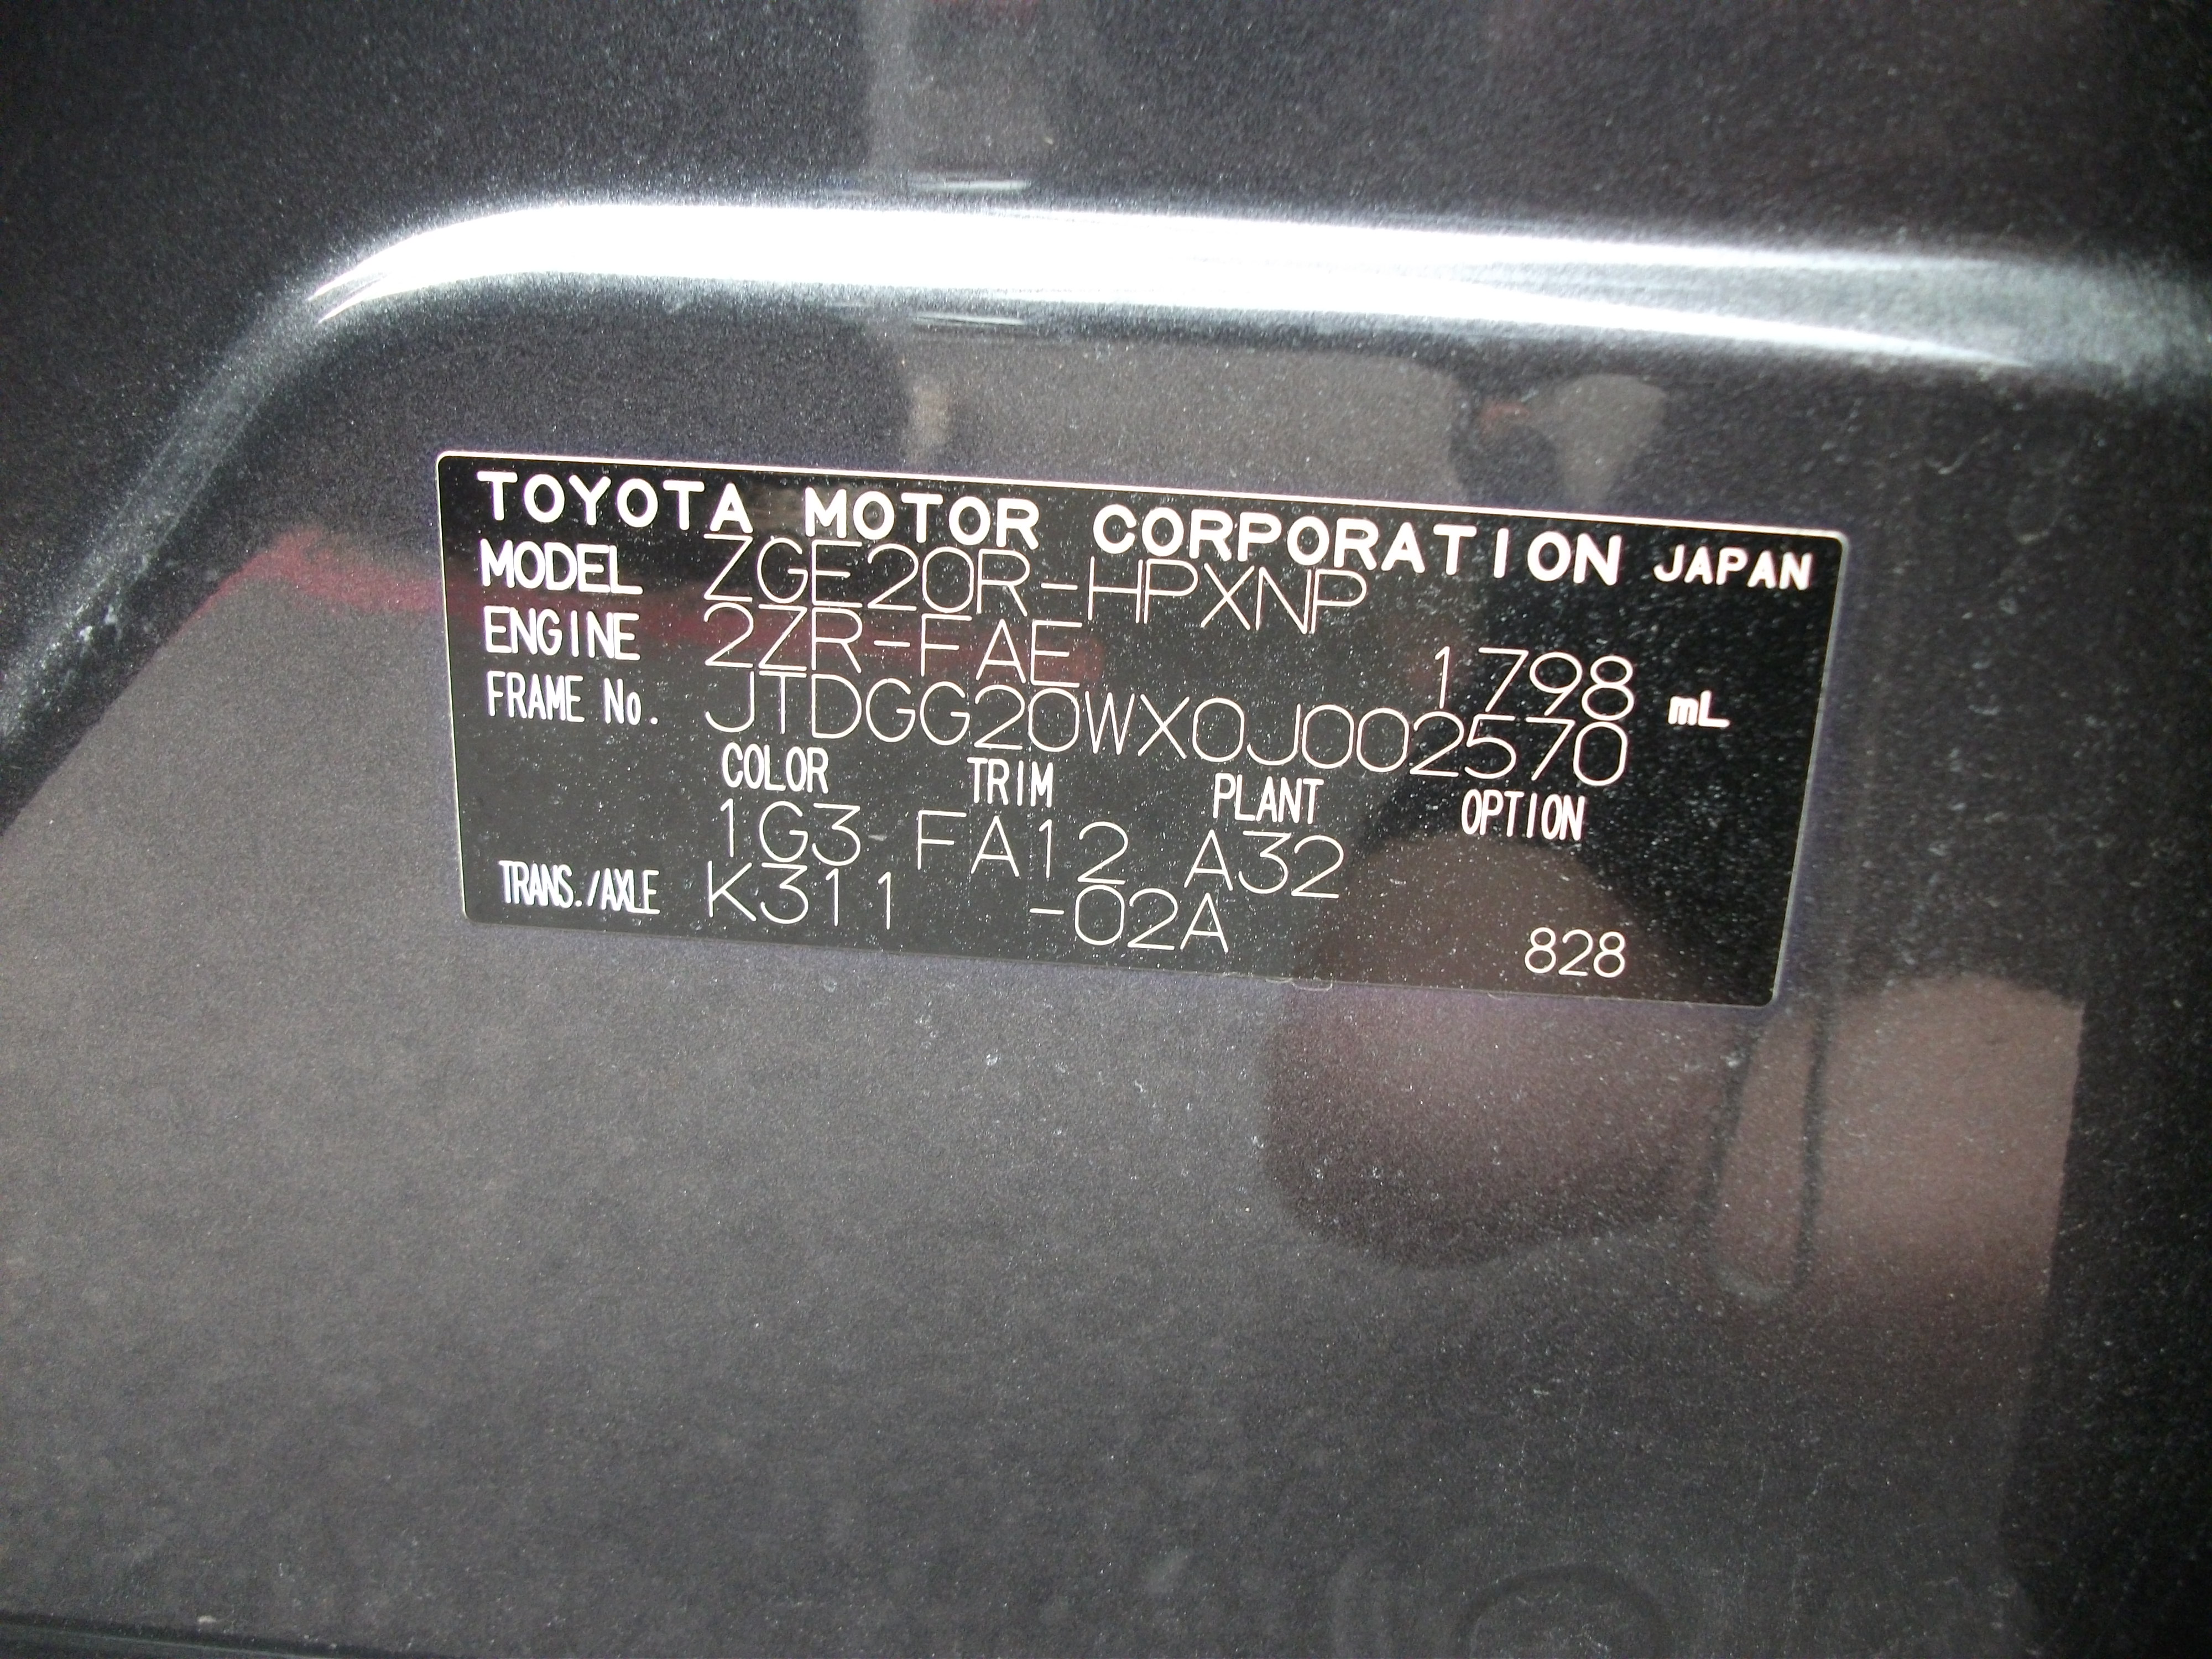 TOYOTA MOTOR CORPORATION JAPAN
MODEL ZGE20R-HPXNP
ENGINE 2ZR-FAE 1798 mL
FRAME No. JTDGG20WX0J002570
COLOR TRIM PLANT OPTION
1G3 FA12 A32
TRANS./AXLE K311 -02A
828